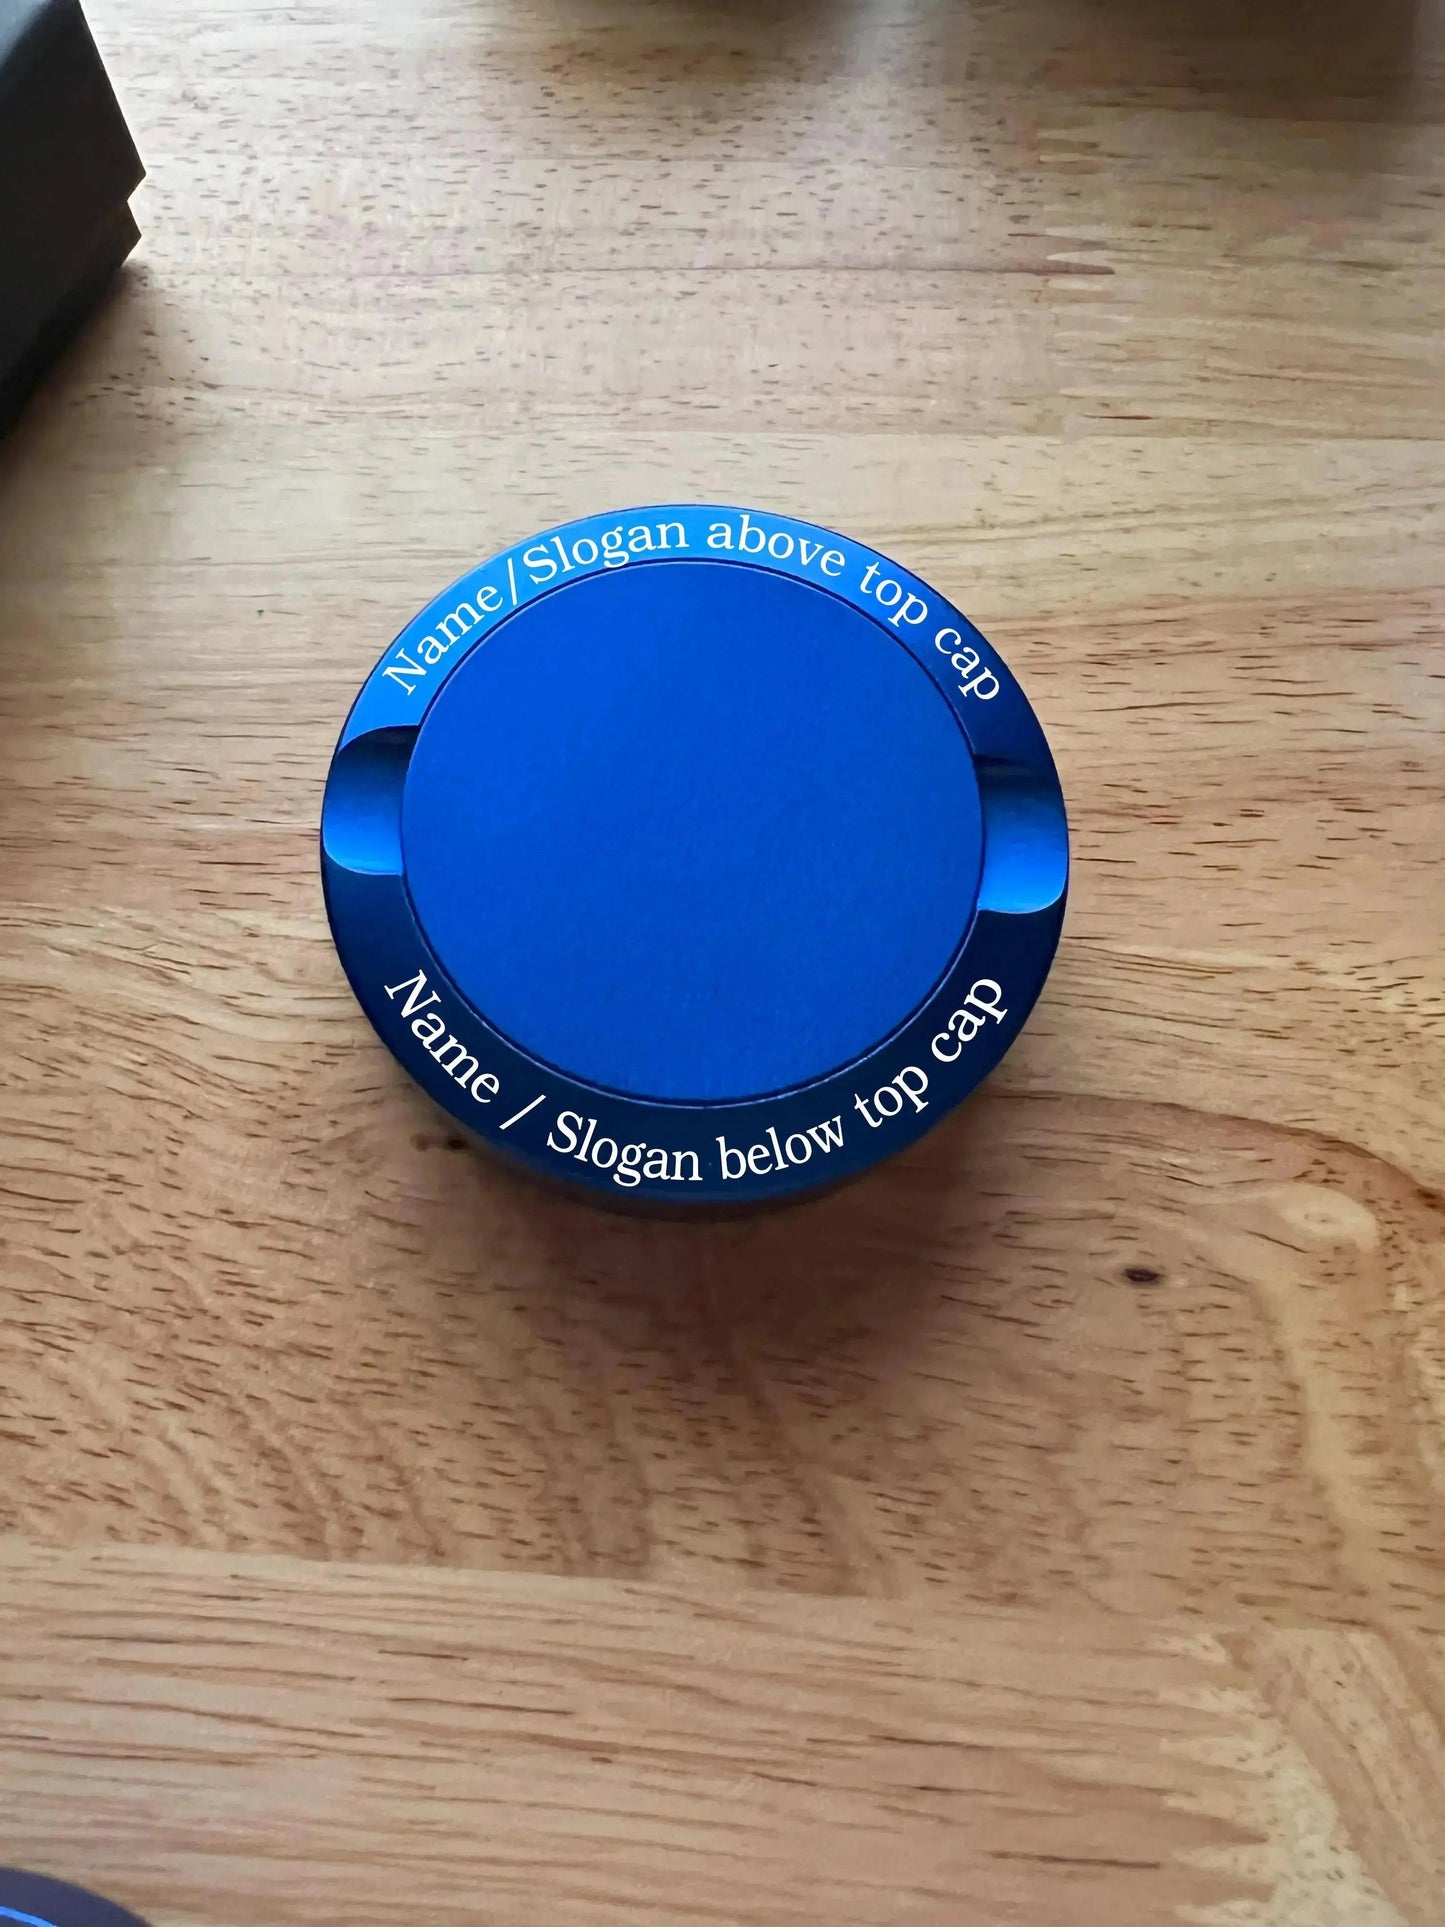 Name/Slogan above top cap
Name / Slogan below top cap